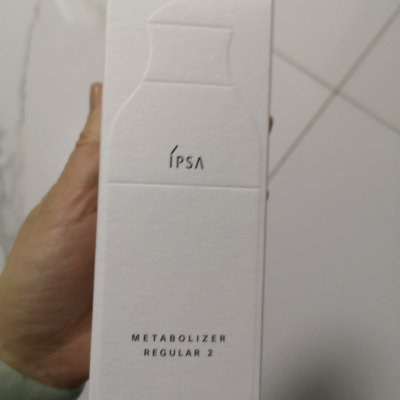 ÍPSA
METABOLIZER
REGULAR 2